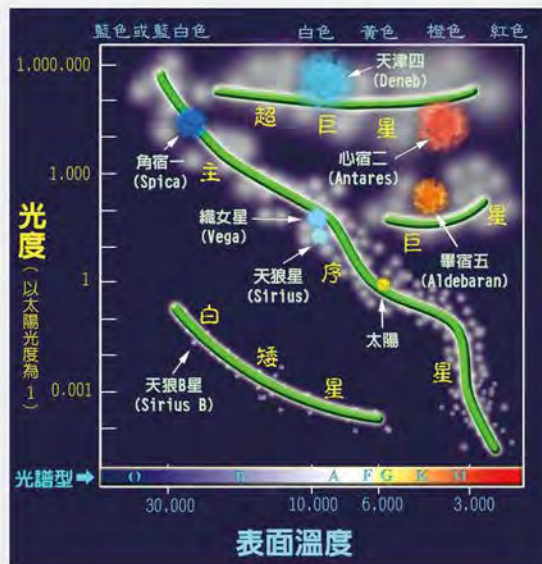 藍色或藍白色 白色 黃色 橙色 紅色
1.000.000
天津四
(Deneb)
超 巨 星
角宿一
(Spica)
主
心宿二
(Antares)
1.000
織女星
(Vega)
巨 星
光度(以太陽光度為1)
畢宿五
(Aldebaran)
天狼星
(Sirius)
序
1
太陽
白
矮
星
星
天狼B星
(Sirius B)
0.001
光譜型 O B A F G K M
30.000 10.000 6.000 3.000
表面溫度